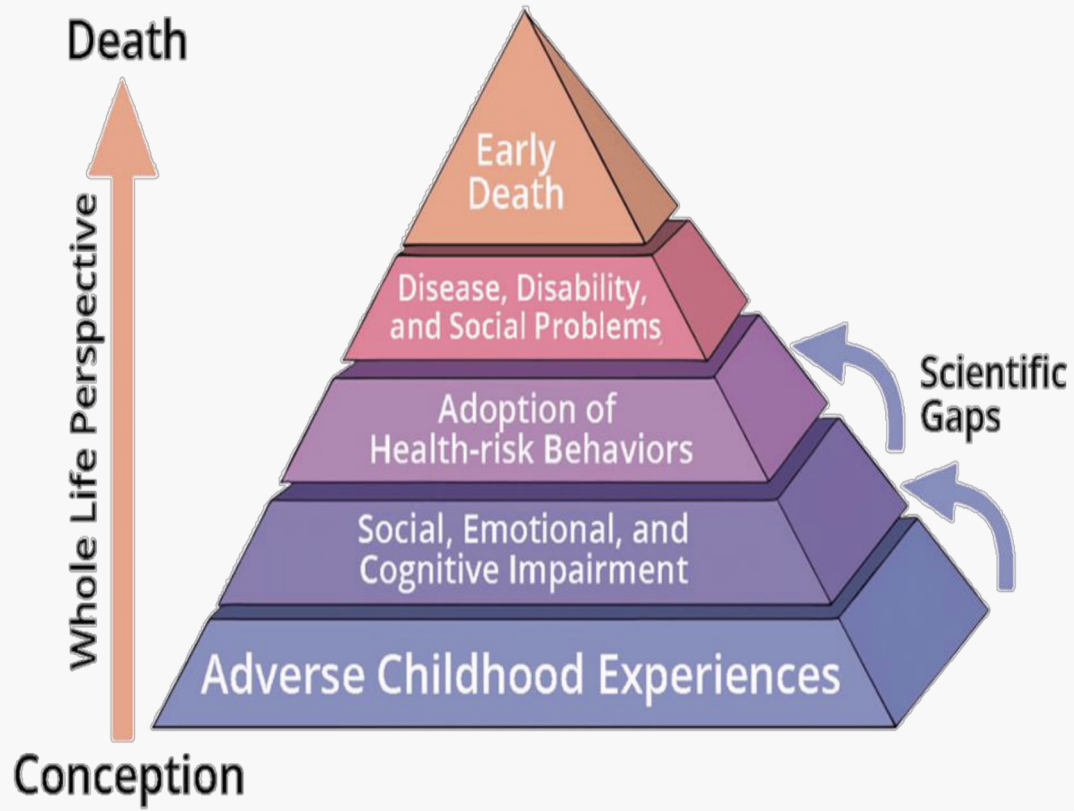 Death
Whole Life Perspective
Conception
Early
Death
Disease, Disability,
and Social Problems
Adoption of
Health-risk Behaviors
Social, Emotional, and
Cognitive Impairment
Adverse Childhood Experiences
Scientific
Gaps